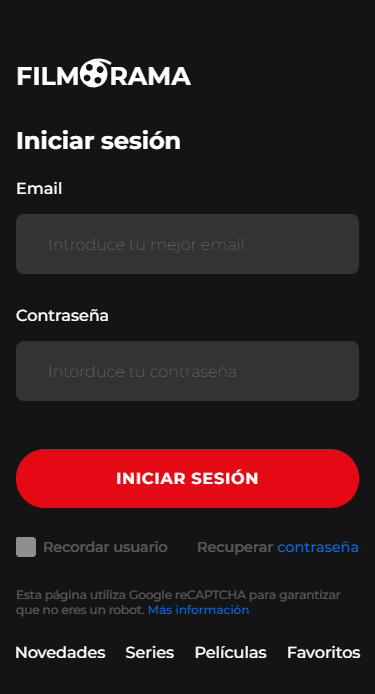 FILMORAMA
Iniciar sesión
Email
Introduce tu mejor email
Contraseña
Intorduce tu contraseña
INICIAR SESIÓN
Recordar usuario Recuperar contraseña
Esta página utiliza Google reCAPTCHA para garantizar
que no eres un robot. Más información
Novedades Series Películas Favoritos